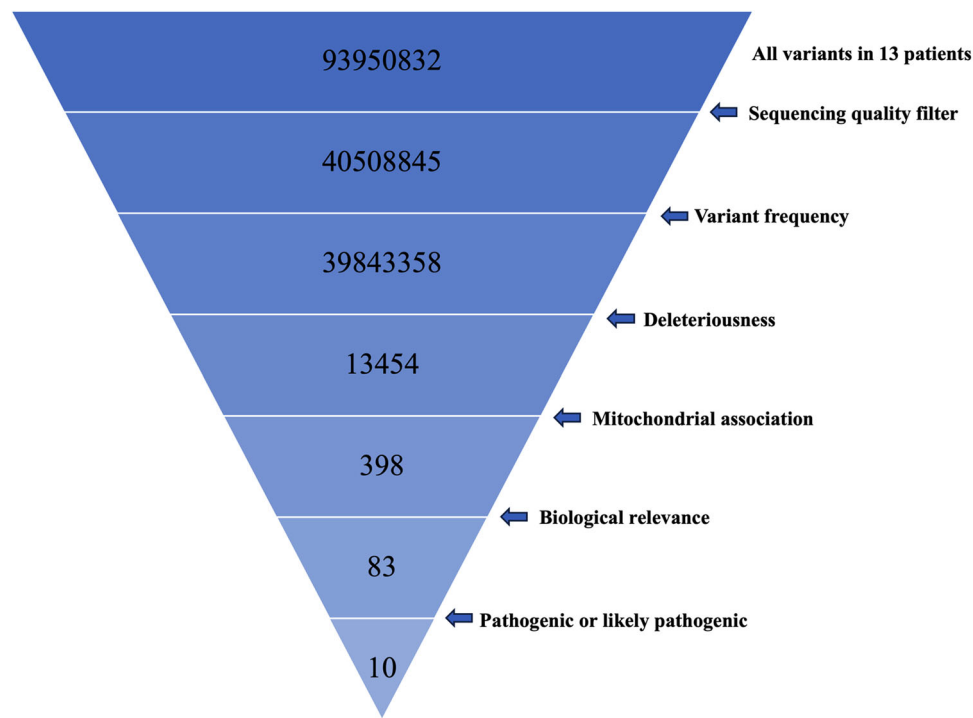 93950832
All variants in 13 patients
Sequencing quality filter
40508845
Variant frequency
39843358
Deleteriousness
13454
Mitochondrial association
398
Biological relevance
83
Pathogenic or likely pathogenic
10